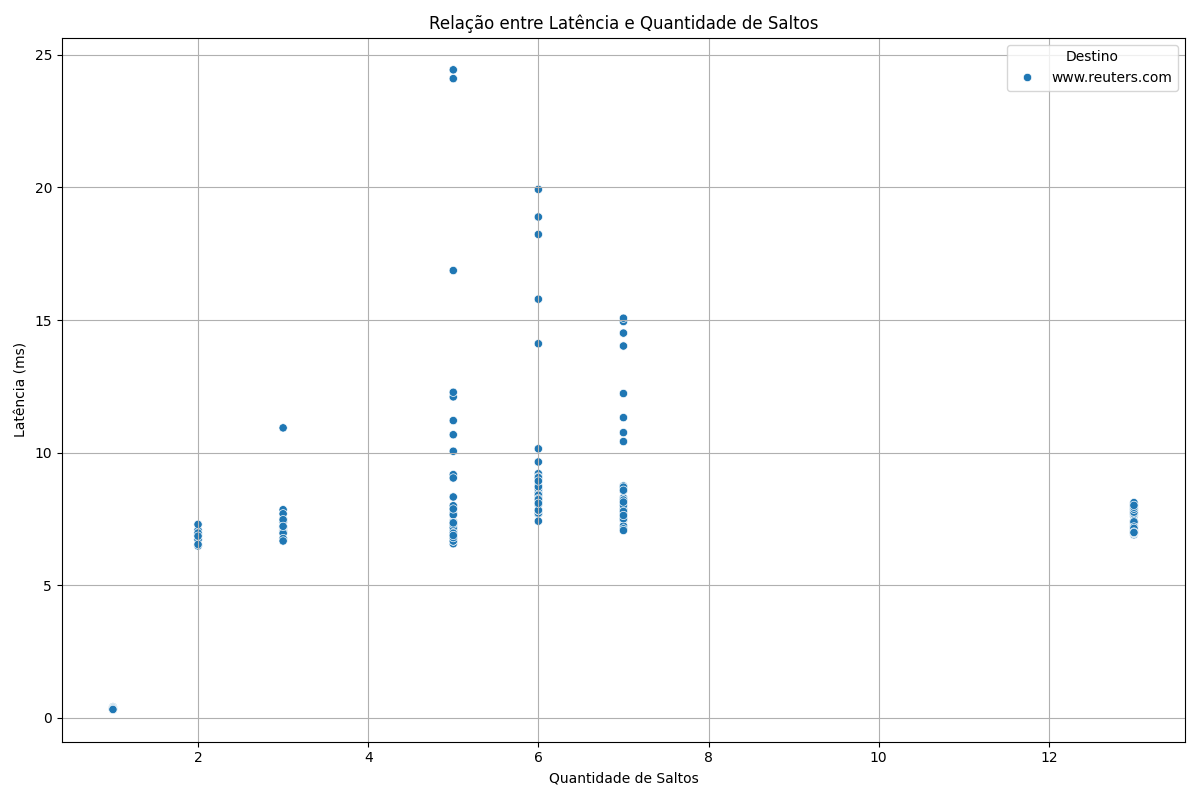 Relação entre Latência e Quantidade de Saltos
Destino
www.reuters.com
Latência (ms)
25
20
15
10
5
0
2
4
6
8
10
12
Quantidade de Saltos